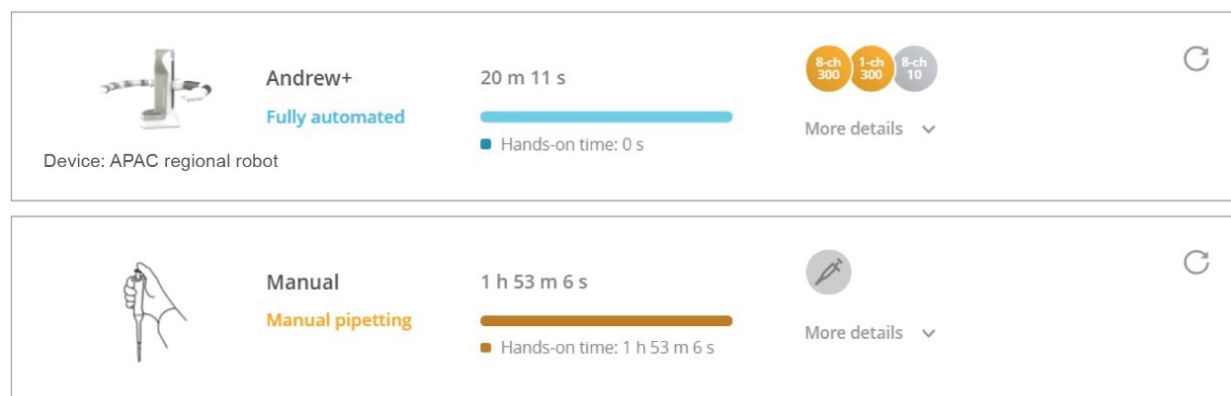 Andrew+
Fully automated
Device: APAC regional robot
20 m 11 s
Hands-on time: 0 s
8-ch
300
1-ch
300
8-ch
10
More details
Manual
Manual pipetting
1 h 53 m 6 s
Hands-on time: 1 h 53 m 6 s
More details